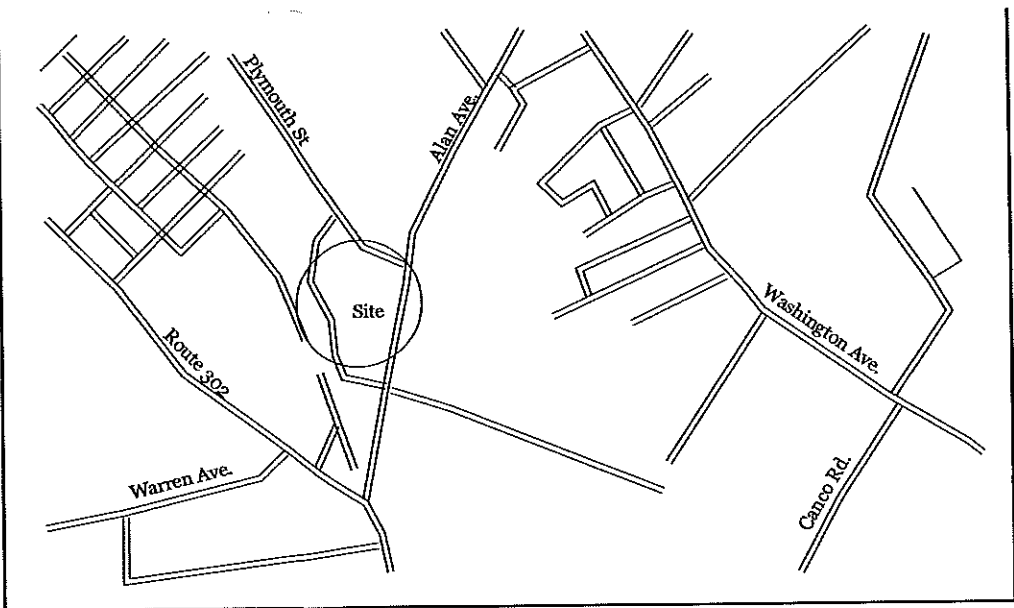 Plymouth St
Alan Ave.
Site
Washington Ave.
Route 302
Warren Ave.
Canco Rd.